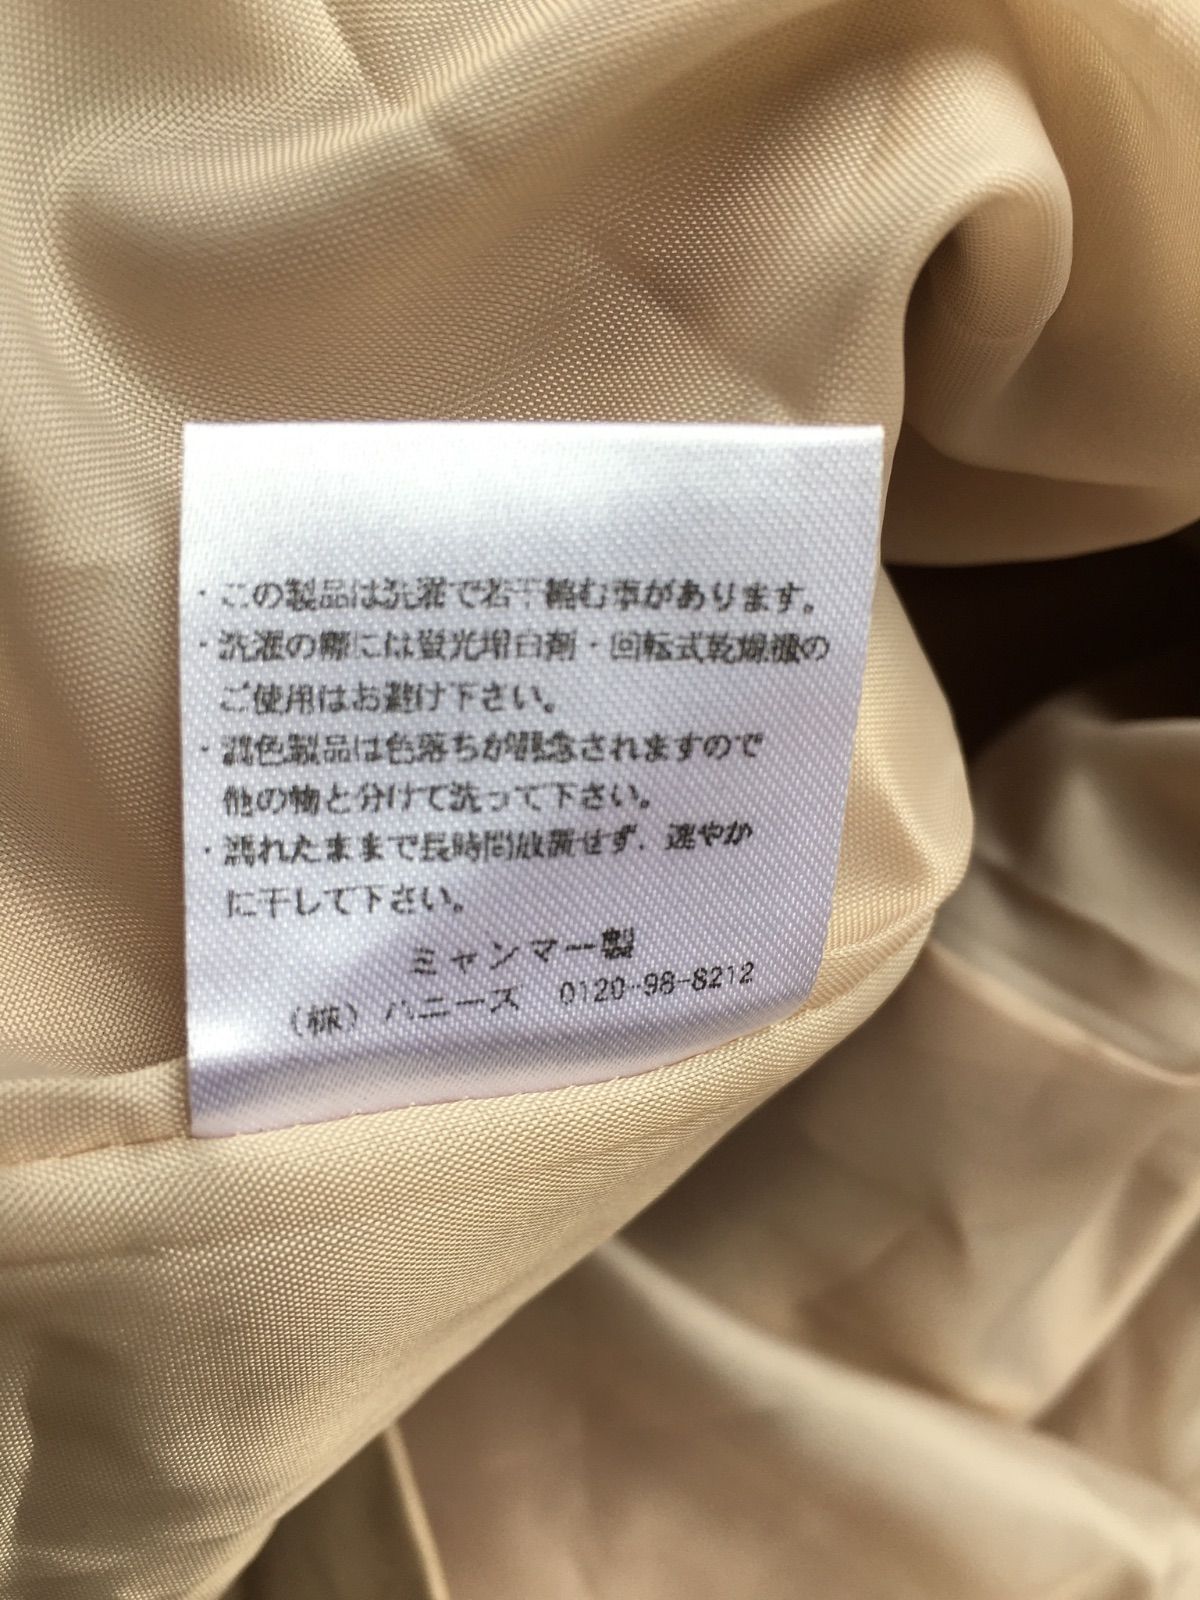 ・この製品は洗濯で若干縮む事があります。
・洗濯の際には蛍光増白剤・回転式乾燥機の
ご使用はお避け下さい。
・濃色製品は色落ちが懸念されますので
他の物と分けて洗って下さい。
・濡れたままで長時間放置せず、速やか
に干して下さい。
ミャンマー製
（株）ハニーズ 0120-98-8212